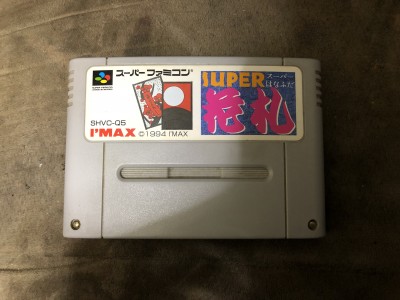 スーパーファミコン
SHVC-Q5
I'MAX ©1994 I'MAX
SUPER スーパー
はなふだ
花札